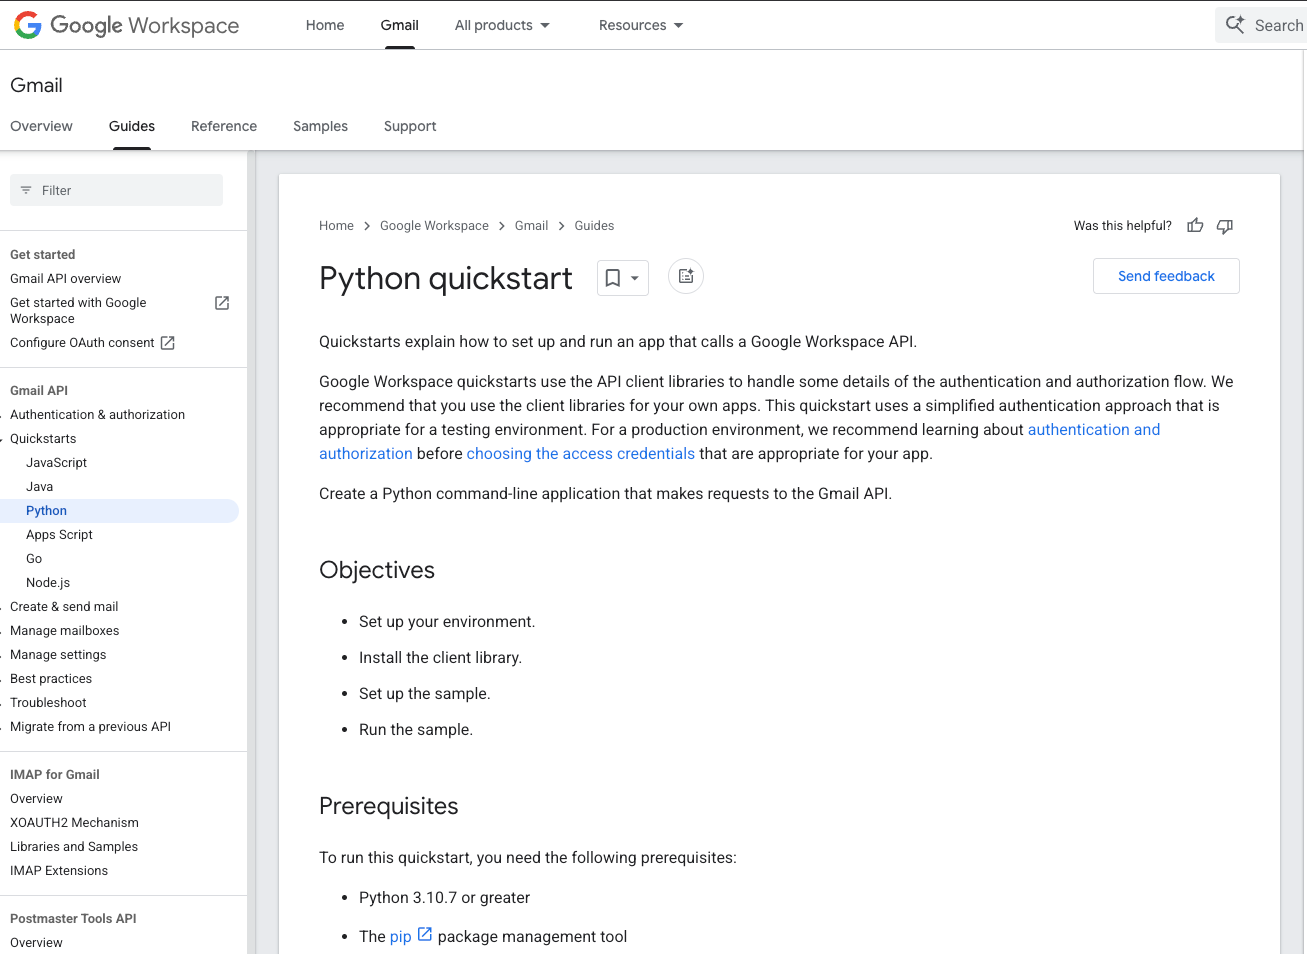 Google Workspace
Home
Gmail
All products
Resources
Search
Gmail
Overview
Guides
Reference
Samples
Support
Filter
Get started
Gmail API overview
Get started with Google
Workspace
Configure OAuth consent
Gmail API
Authentication & authorization
Quickstarts
JavaScript
Java
Python
Apps Script
Go
Node.js
Create & send mail
Manage mailboxes
Manage settings
Best practices
Troubleshoot
Migrate from a previous API
IMAP for Gmail
Overview
XOAUTH2 Mechanism
Libraries and Samples
IMAP Extensions
Postmaster Tools API
Overview
Home > Google Workspace > Gmail > Guides
Was this helpful?
Python quickstart
Send feedback
Quickstarts explain how to set up and run an app that calls a Google Workspace API.
Google Workspace quickstarts use the API client libraries to handle some details of the authentication and authorization flow. We
recommend that you use the client libraries for your own apps. This quickstart uses a simplified authentication approach that is
appropriate for a testing environment. For a production environment, we recommend learning about authentication and
authorization before choosing the access credentials that are appropriate for your app.
Create a Python command-line application that makes requests to the Gmail API.
Objectives
• Set up your environment.
• Install the client library.
• Set up the sample.
• Run the sample.
Prerequisites
To run this quickstart, you need the following prerequisites:
• Python 3.10.7 or greater
• The pip package management tool